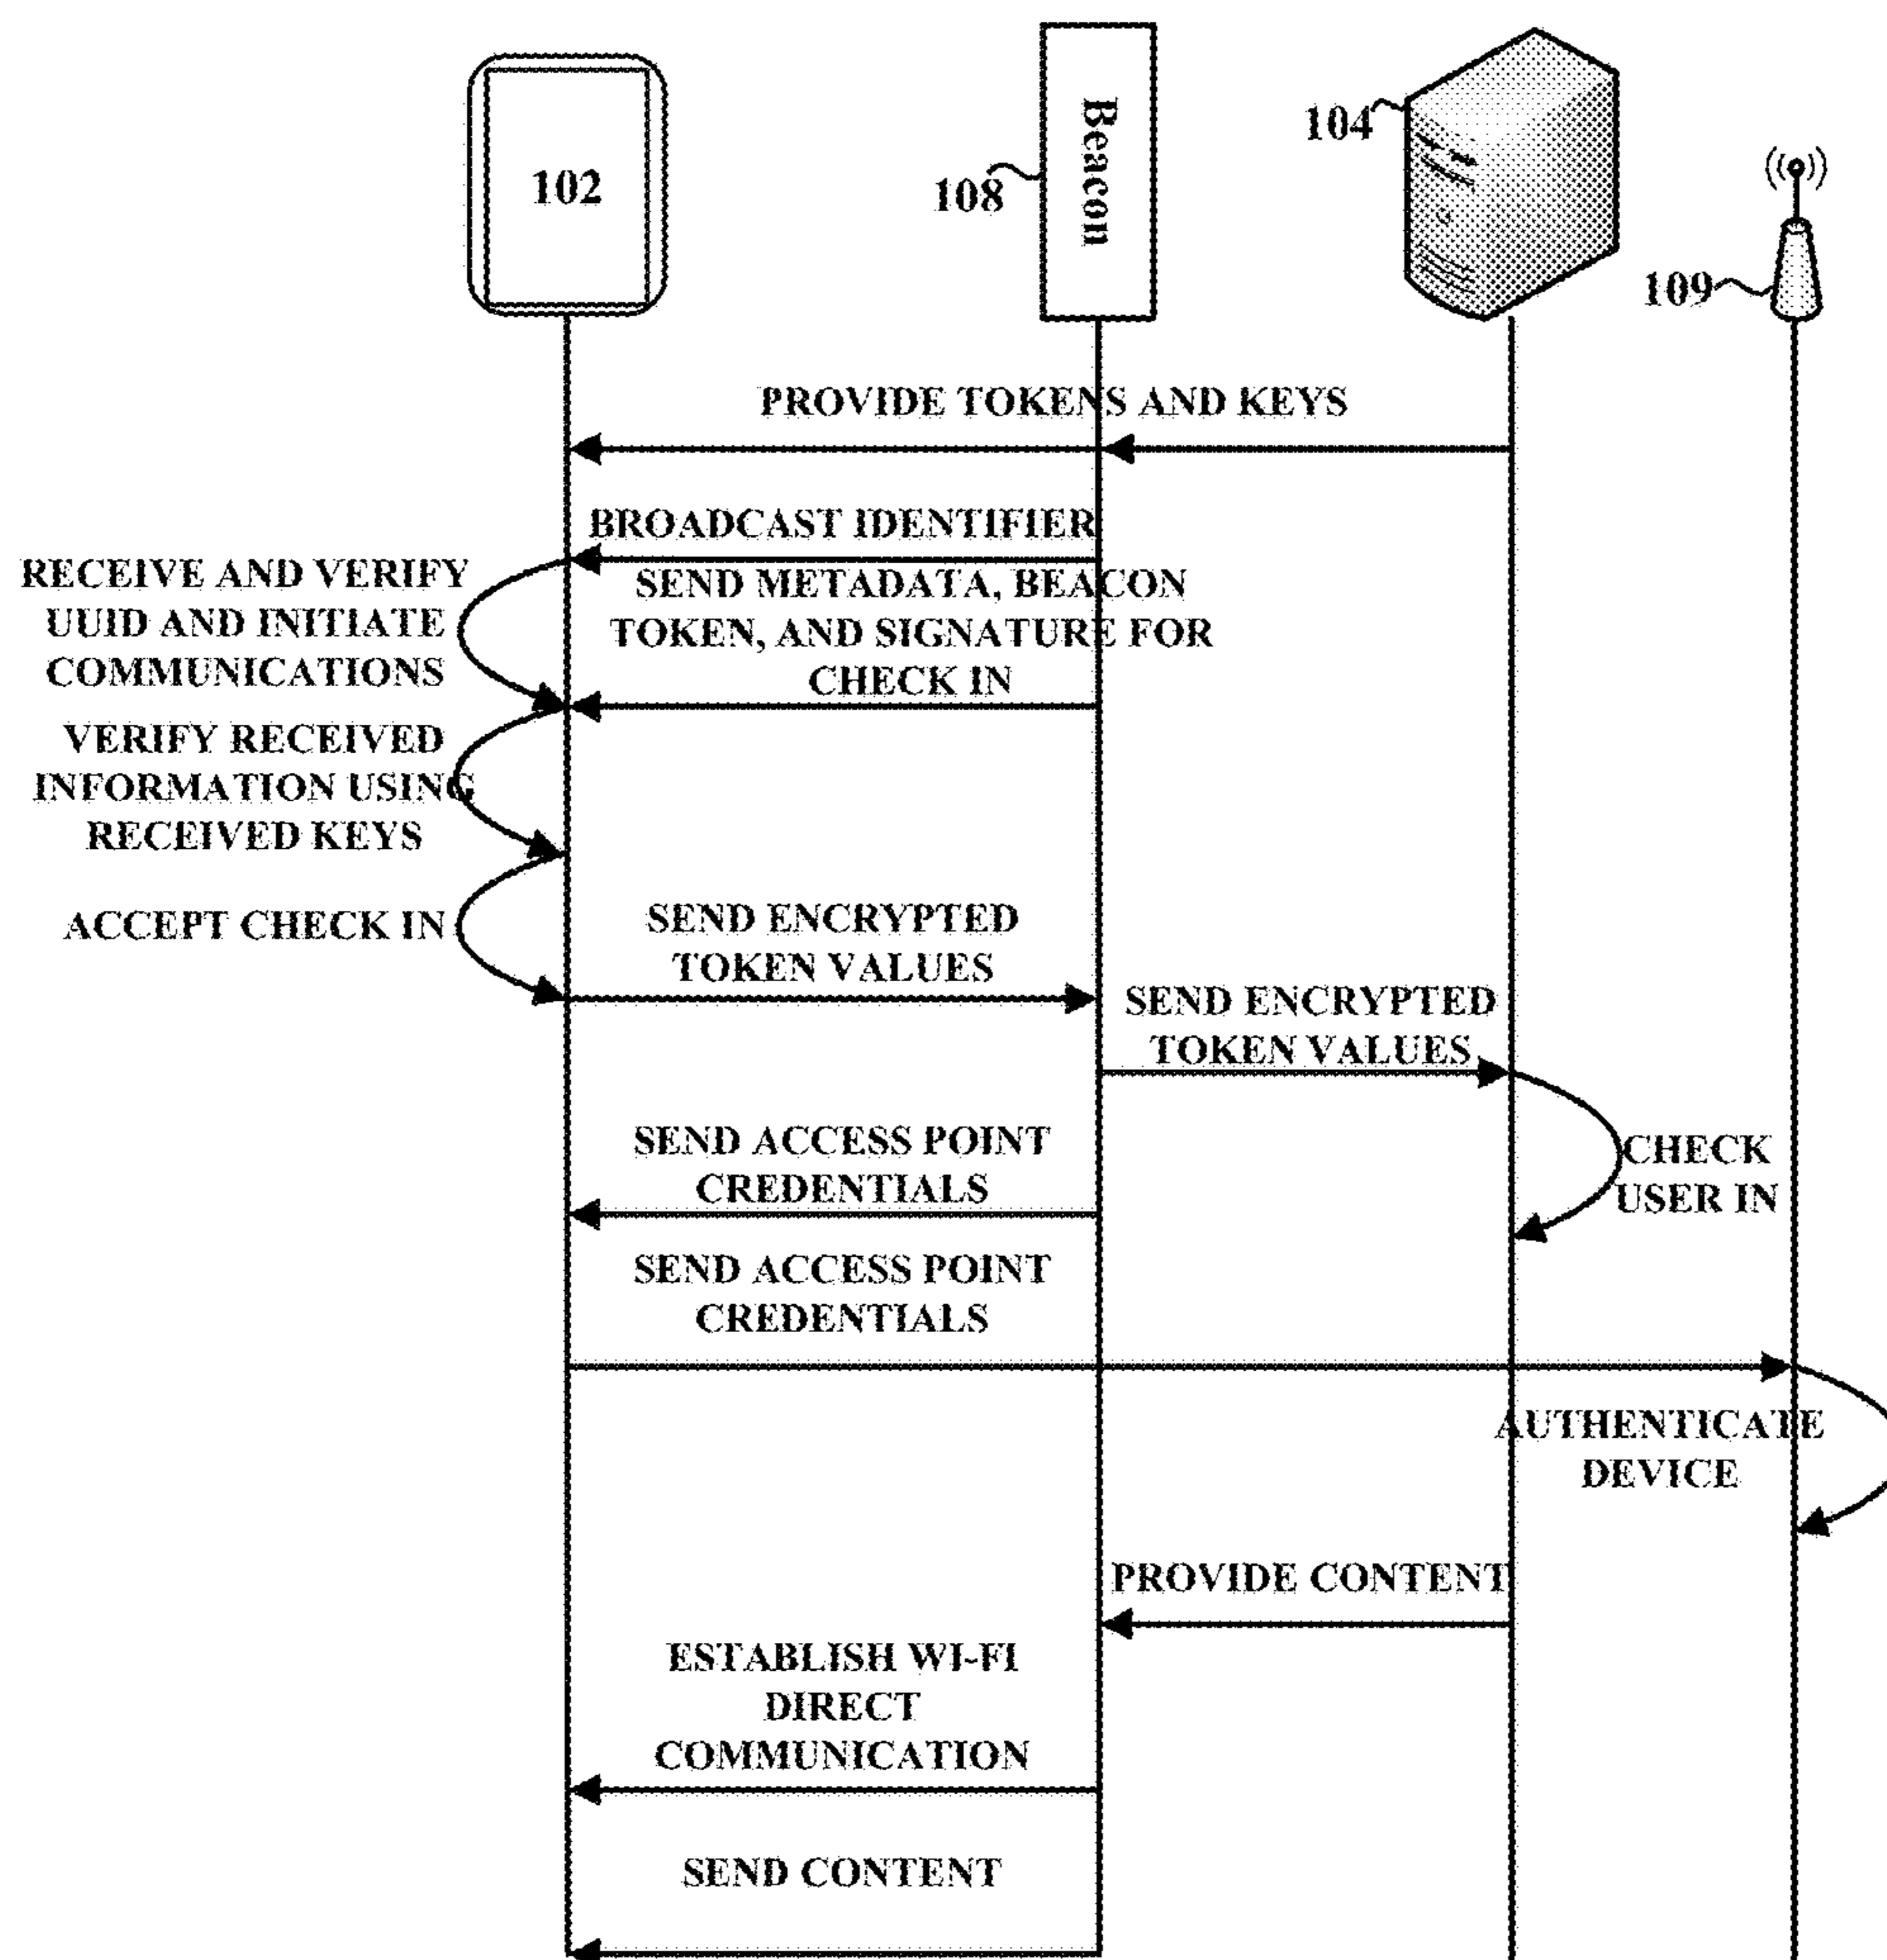 102
108
Beacon
104
109
PROVIDE TOKENS AND KEYS
BROADCAST IDENTIFIER
RECEIVE AND VERIFY
UUID AND INITIATE
COMMUNICATIONS
SEND METADATA, BEACON
TOKEN, AND SIGNATURE FOR
CHECK IN
VERIFY RECEIVED
INFORMATION USING
RECEIVED KEYS
ACCEPT CHECK IN
SEND ENCRYPTED
TOKEN VALUES
SEND ENCRYPTED
TOKEN VALUES
CHECK
USER IN
SEND ACCESS POINT
CREDENTIALS
SEND ACCESS POINT
CREDENTIALS
AUTHENTICATE
DEVICE
PROVIDE CONTENT
ESTABLISH WI-FI
DIRECT
COMMUNICATION
SEND CONTENT